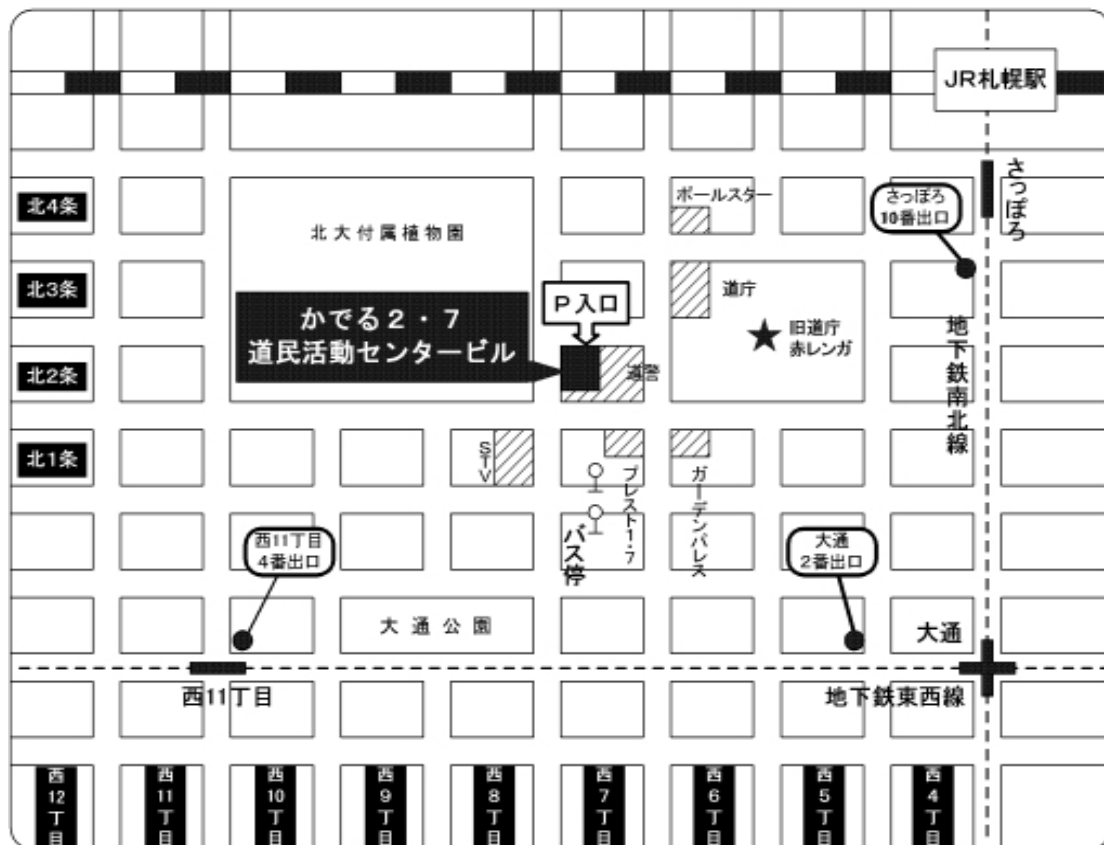 JR札幌駅
さっぽろ
北4条
ポールスター
さっぽろ
10番出口
北大付属植物園
北3条
道庁
P入口
かでる2・7
道民活動センタービル
旧道庁
赤レンガ
地下鉄南北線
北2条
道警
北1条
STV
プレスト1・7
ガーデンパレス
バス停
西11丁目
4番出口
大通
2番出口
大通公園
大通
西11丁目
地下鉄東西線
西12丁目
西11丁目
西10丁目
西9丁目
西8丁目
西7丁目
西6丁目
西5丁目
西4丁目